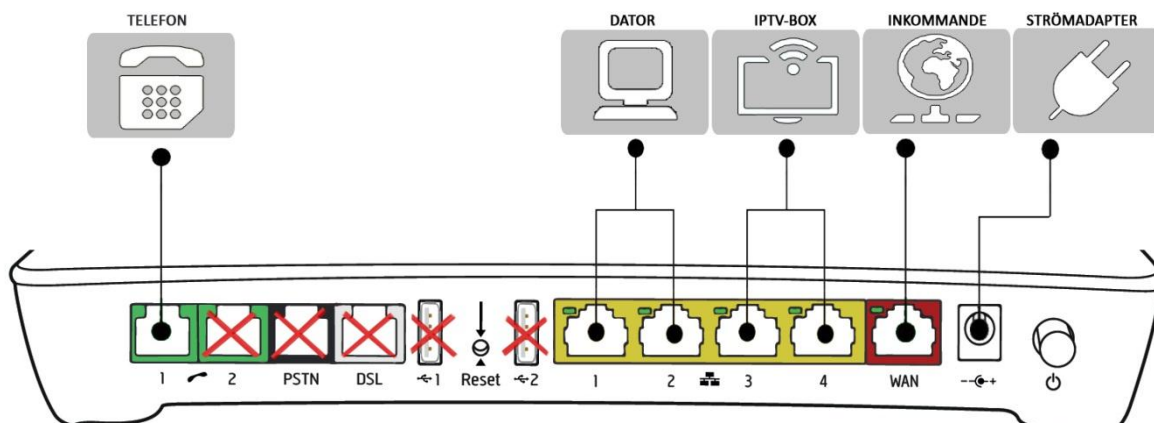 TELEFON
DATOR
IPTV-BOX
INKOMMANDE
STRÖMADAPTER
1 2 PSTN DSL 1 Reset 2 1 2 3 4 WAN